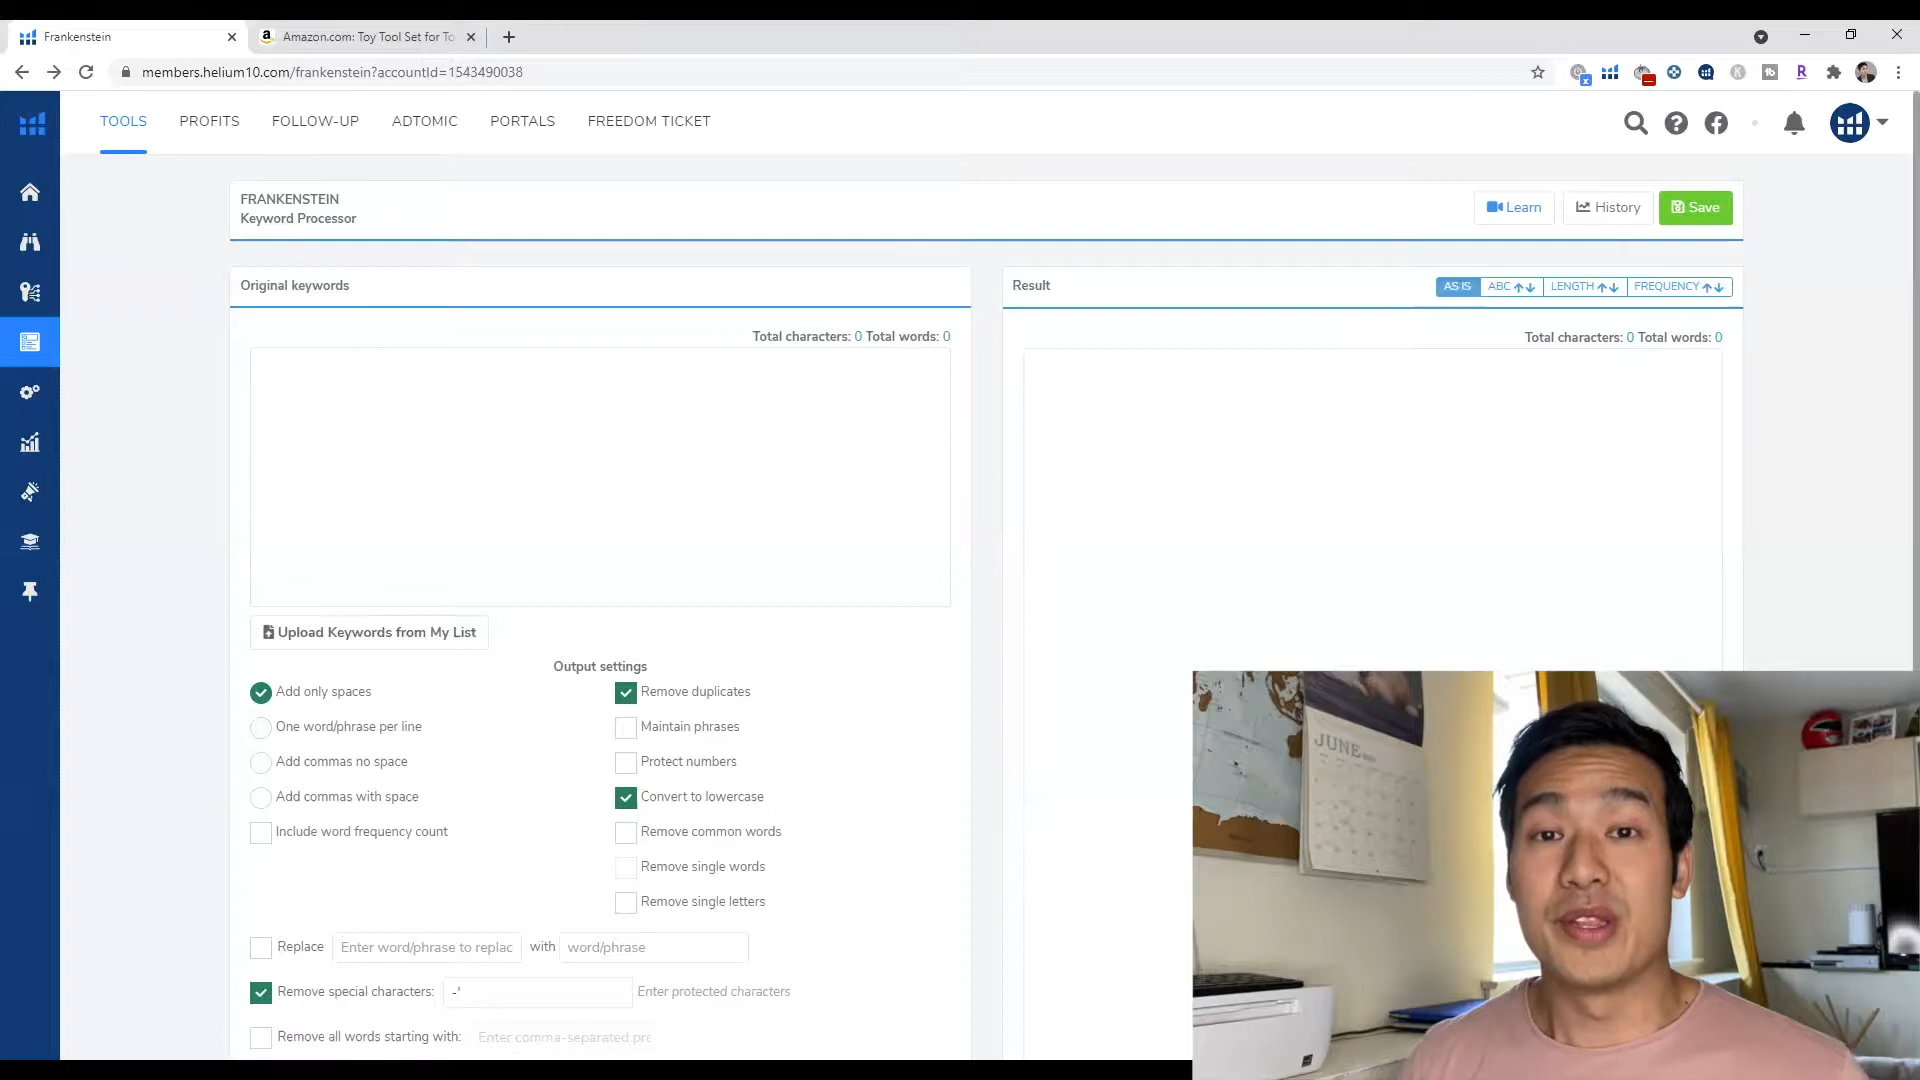 Frankenstein
Amazon.com: Toy Tool Set for To
members.helium10.com/frankenstein?accountId=1543490038
TOOLS PROFITS FOLLOW-UP ADTOMIC PORTALS FREEDOM TICKET
FRANKENSTEIN
Keyword Processor
Learn History Save
Original keywords
Result
AS IS ABC LENGTH FREQUENCY
Total characters: 0 Total words: 0
Total characters: 0 Total words: 0
Upload Keywords from My List
Output settings
Add only spaces
Remove duplicates
One word/phrase per line
Maintain phrases
Add commas no space
Protect numbers
Add commas with space
Convert to lowercase
Include word frequency count
Remove common words
Remove single words
Remove single letters
Replace Enter word/phrase to replac with word/phrase
Remove special characters: -' Enter protected characters
Remove all words starting with: Enter comma-separated pre
JUNE